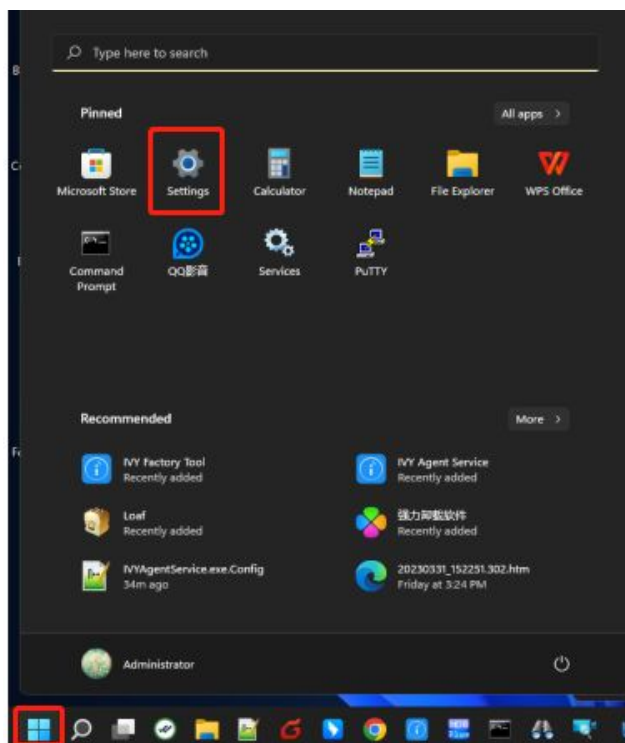 Type here to search
Pinned
All apps >
Microsoft Store
Settings
Calculator
Notepad
File Explorer
WPS Office
Command
Prompt
QQ影音
Services
PuTTY
Recommended
More >
IVY Factory Tool
Recently added
IVY Agent Service
Recently added
Loaf
Recently added
强力卸载软件
Recently added
IVYAgentService.exe.Config
34m ago
20230331_152251.302.htm
Friday at 3:24 PM
Administrator